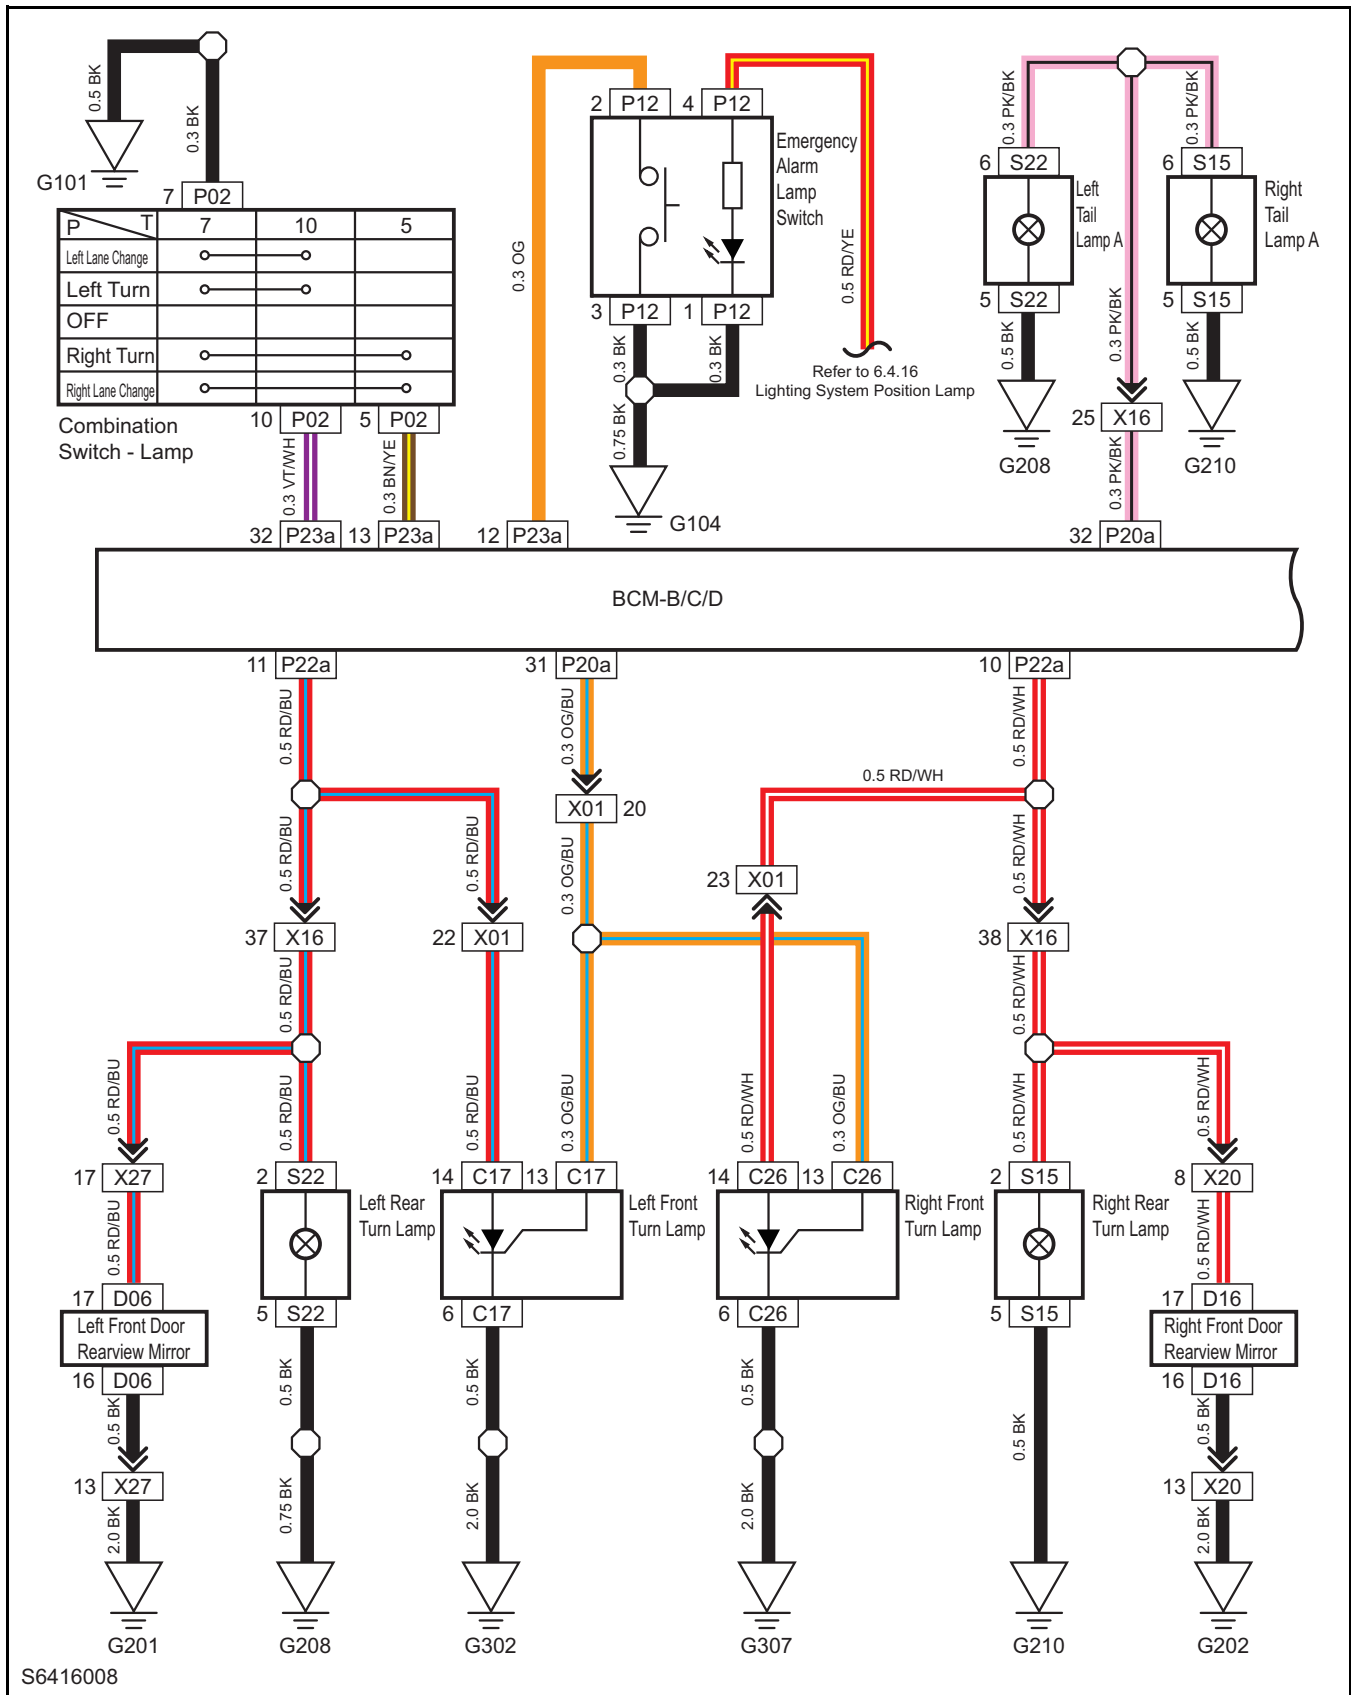 0.5 BK
0.3 BK
G101
7 P02
P T 7 10 5
Left Lane Change
Left Turn
OFF
Right Turn
Right Lane Change
10 P02 5 P02
Combination
Switch - Lamp
0.3 VT/WH
0.3 BN/YE
32 P23a 13 P23a 12 P23a
0.3 OG
2 P12 4 P12
Emergency
Alarm
Lamp
Switch
0.5 RD/YE
3 P12 1 P12
0.3 BK
0.3 BK
0.75 BK
G104
Refer to 6.4.16
Lighting System Position Lamp
0.3 PK/BK
0.3 PK/BK
6 S22 6 S15
Left
Tail
Lamp A
Right
Tail
Lamp A
5 S22 5 S15
0.5 BK
0.3 PK/BK
0.5 BK
25 X16
G208
G210
0.3 PK/BK
32 P20a
BCM-B/C/D
11 P22a 31 P20a 10 P22a
0.5 RD/BU
0.3 OG/BU
0.5 RD/WH
0.5 RD/WH
X01 20
0.5 RD/BU
0.5 RD/BU
0.3 OG/BU
23 X01
0.5 RD/WH
37 X16 22 X01 38 X16
0.5 RD/BU
0.5 RD/WH
0.5 RD/BU
0.5 RD/BU
0.5 RD/BU
0.3 OG/BU
0.5 RD/WH
0.3 OG/BU
0.5 RD/WH
0.5 RD/WH
17 X27 2 S22 14 C17 13 C17 14 C26 13 C26 2 S15 8 X20
0.5 RD/BU
Left Rear
Turn Lamp
Left Front
Turn Lamp
Right Front
Turn Lamp
Right Rear
Turn Lamp
0.5 RD/WH
17 D06 5 S22 6 C17 6 C26 5 S15 17 D16
Left Front Door
Rearview Mirror
Right Front Door
Rearview Mirror
16 D06 16 D16
0.5 BK
0.5 BK
0.5 BK
0.5 BK
0.5 BK
0.5 BK
13 X27 13 X20
2.0 BK
0.75 BK
2.0 BK
2.0 BK
2.0 BK
G201 G208 G302 G307 G210 G202
S6416008